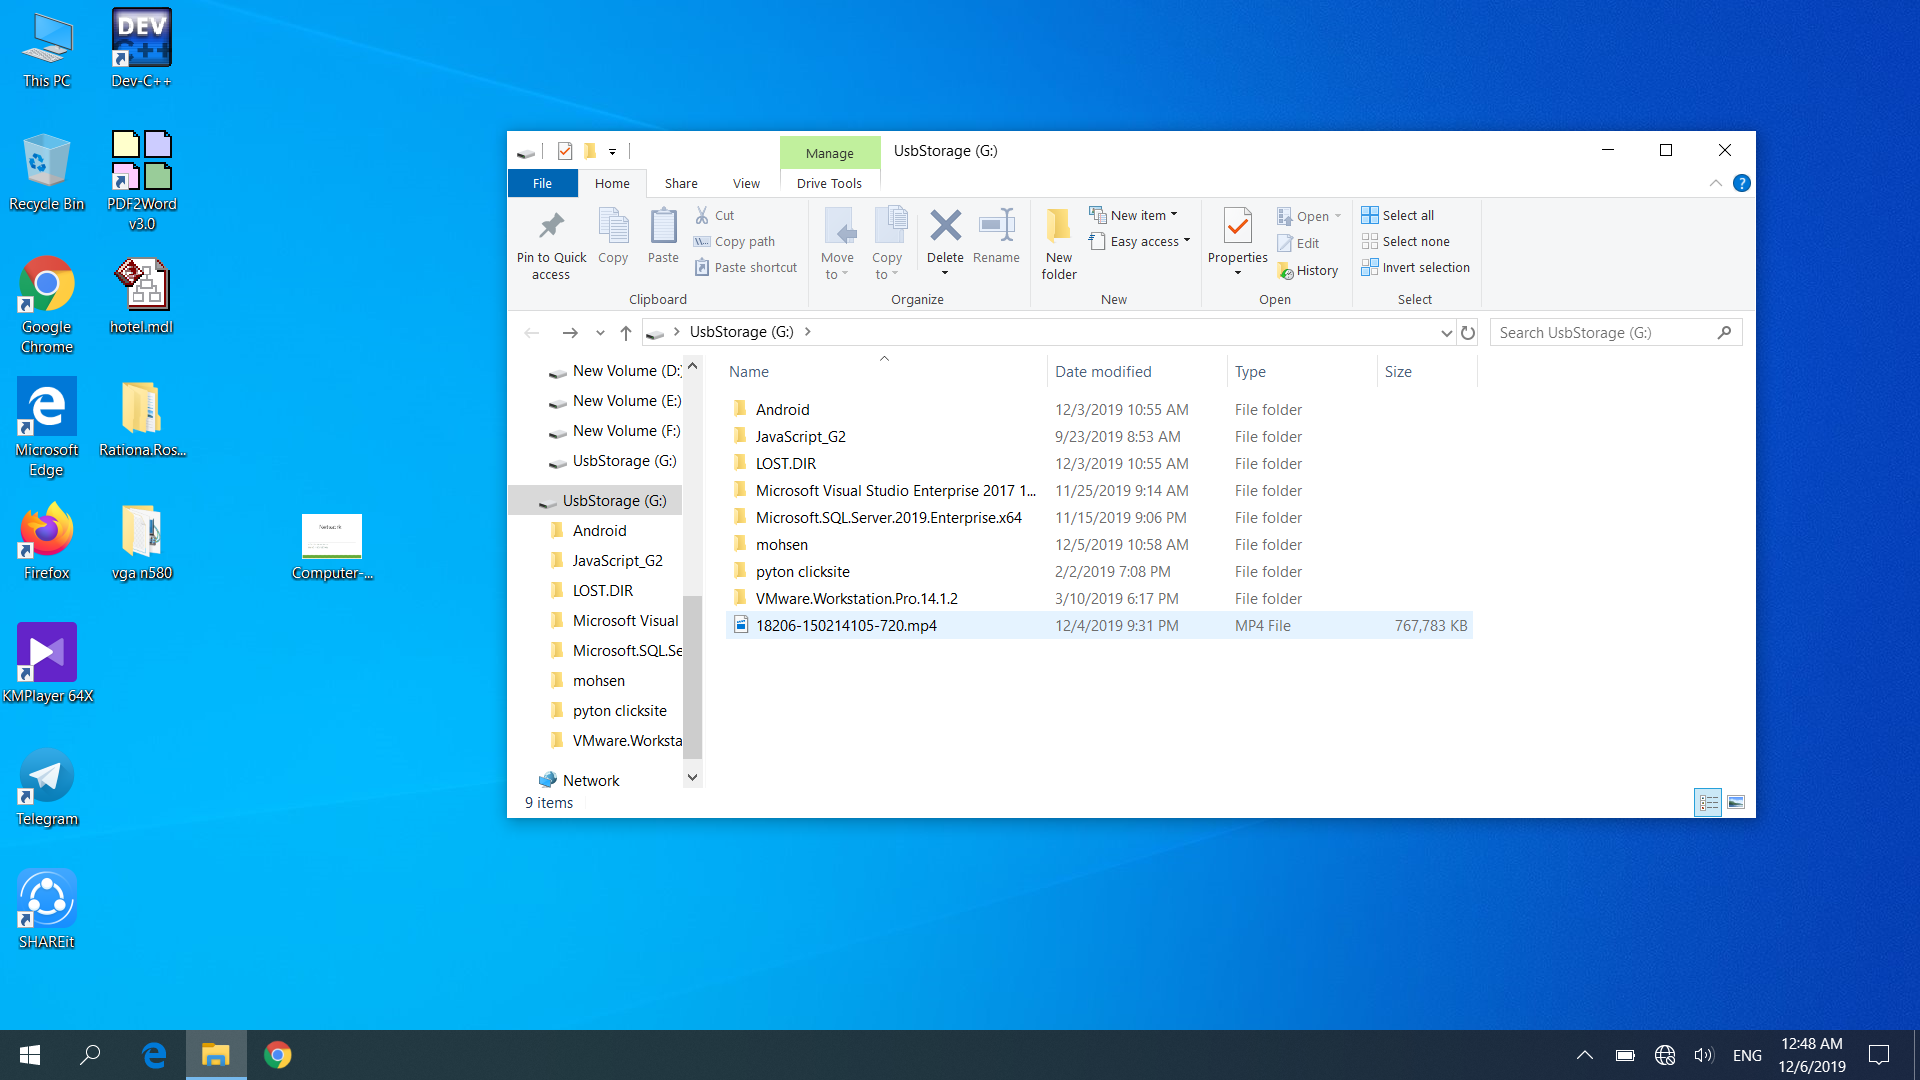 This PC
Dev-C++
Recycle Bin
PDF2Word
v3.0
Google
Chrome
hotel.mdl
Microsoft
Edge
Rationa.Ros...
Firefox
vga n580
Computer-...
KMPlayer 64X
Telegram
SHAREit
Manage
UsbStorage (G:)
File
Home
Share
View
Drive Tools
Pin to Quick
access
Copy
Paste
Cut
Copy path
Paste shortcut
Clipboard
Move
to
Copy
to
Delete
Rename
Organize
New
folder
New item
Easy access
New
Properties
Open
Edit
History
Open
Select all
Select none
Invert selection
Select
UsbStorage (G:)
Search UsbStorage (G:)
New Volume (D:)
New Volume (E:)
New Volume (F:)
UsbStorage (G:)
UsbStorage (G:)
Android
JavaScript_G2
LOST.DIR
Microsoft Visual
Microsoft.SQL.Se
mohsen
pyton clicksite
VMware.Worksta
Network
Name Date modified Type Size
Android 12/3/2019 10:55 AM File folder
JavaScript_G2 9/23/2019 8:53 AM File folder
LOST.DIR 12/3/2019 10:55 AM File folder
Microsoft Visual Studio Enterprise 2017 1... 11/25/2019 9:14 AM File folder
Microsoft.SQL.Server.2019.Enterprise.x64 11/15/2019 9:06 PM File folder
mohsen 12/5/2019 10:58 AM File folder
pyton clicksite 2/2/2019 7:08 PM File folder
VMware.Workstation.Pro.14.1.2 3/10/2019 6:17 PM File folder
18206-150214105-720.mp4 12/4/2019 9:31 PM MP4 File 767,783 KB
9 items
ENG
12:48 AM
12/6/2019